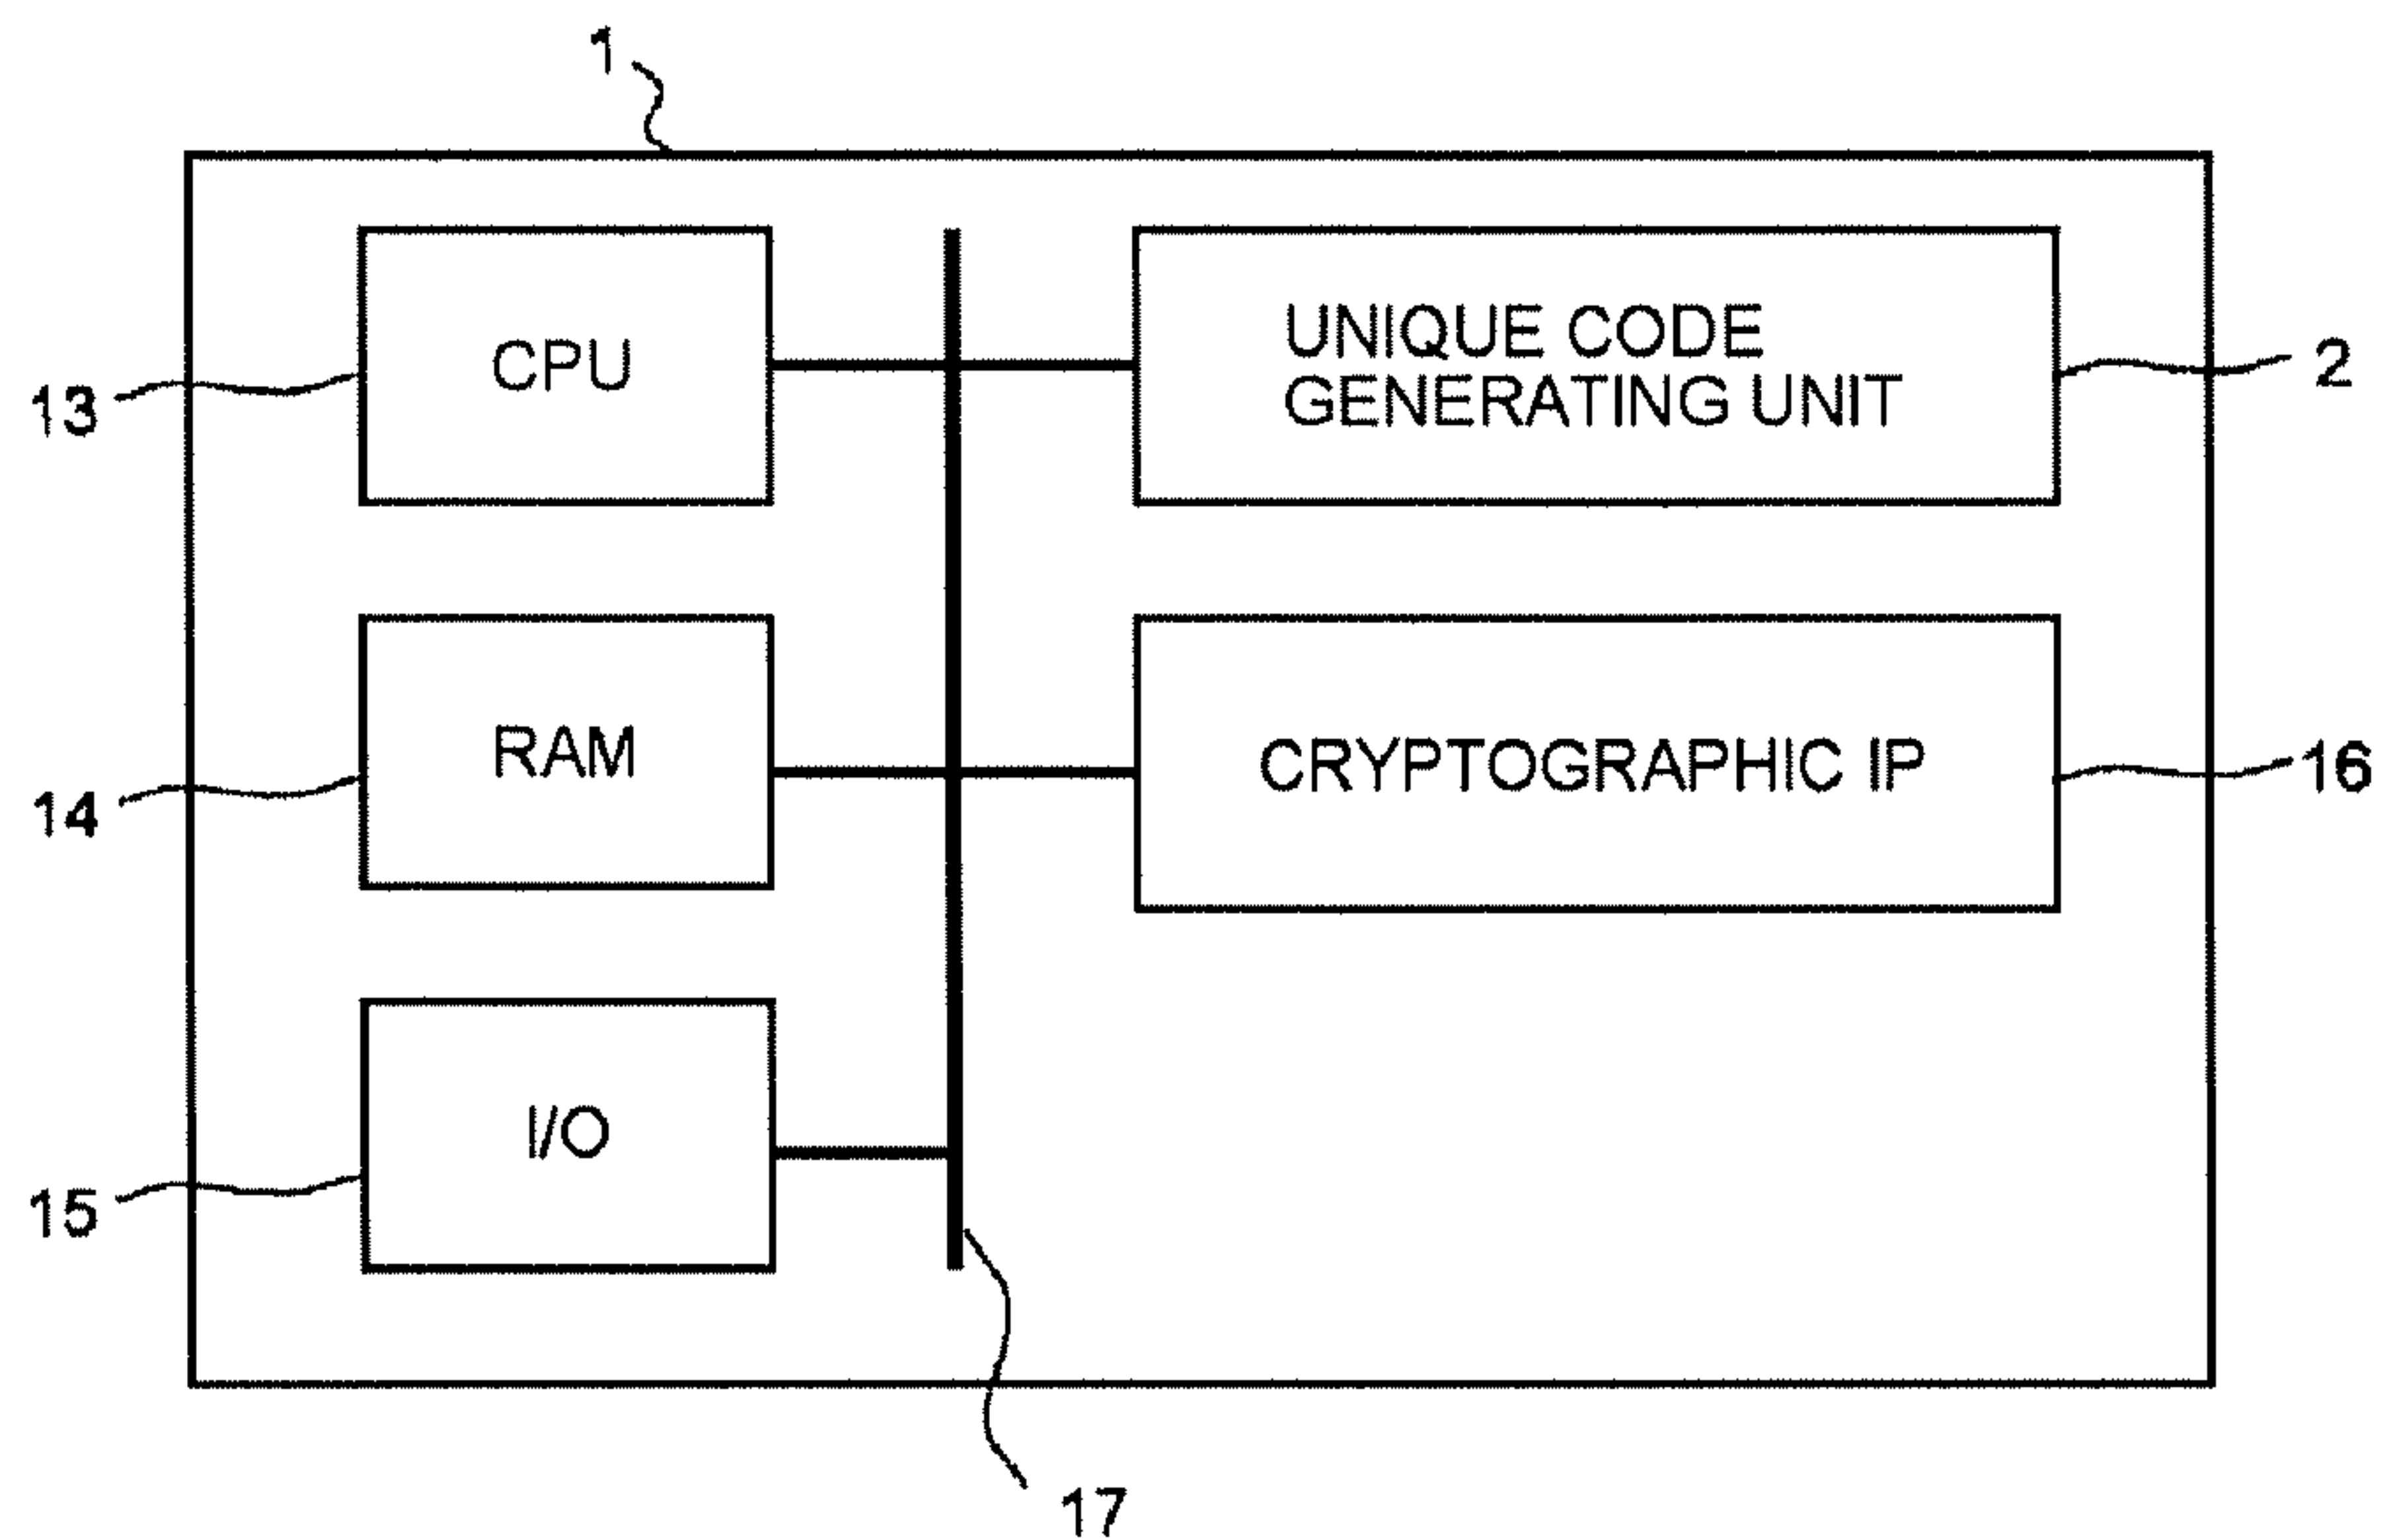 1
CPU
UNIQUE CODE
GENERATING UNIT
2
13
RAM
CRYPTOGRAPHIC IP
16
14
I/O
15
17